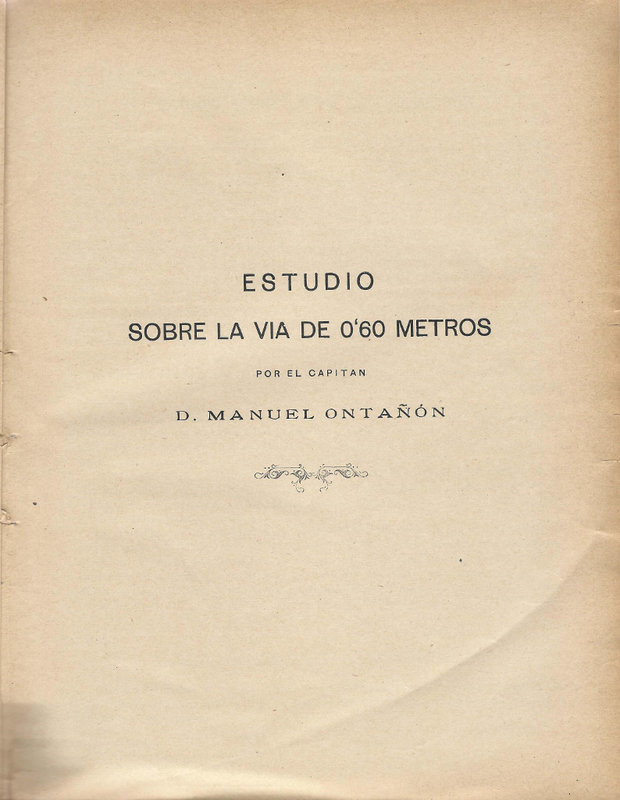 ESTUDIO
SOBRE LA VIA DE 0‘60 METROS
POR EL CAPITAN
D. MANUEL ONTAÑÓN